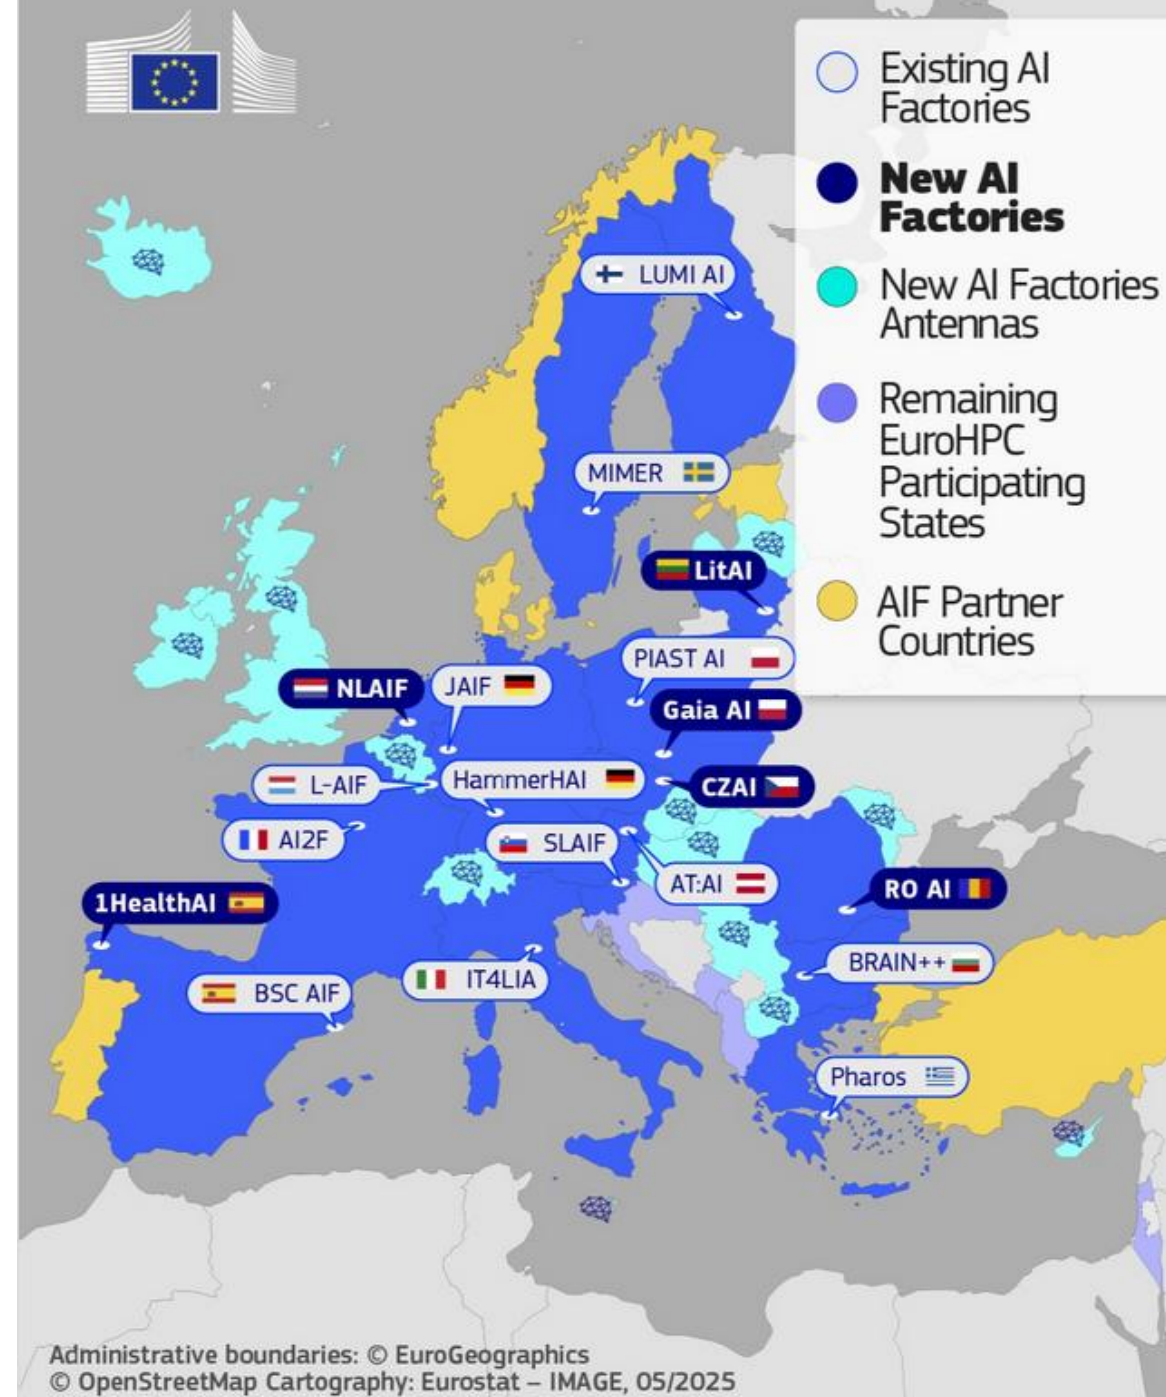 Existing AI
Factories
New AI
Factories
New AI Factories
Antennas
Remaining
EuroHPC
Participating
States
AIF Partner
Countries
LUMI AI
MIMER
LitAI
PIAST AI
NLAIF
JAIF
Gaia AI
L-AIF
HammerHAI
CZAI
AI2F
SLAIF
AT:AI
1HealthAI
RO AI
BSC AIF
IT4LIA
BRAIN++
Pharos
Administrative boundaries: © EuroGeographics
© OpenStreetMap Cartography: Eurostat – IMAGE, 05/2025